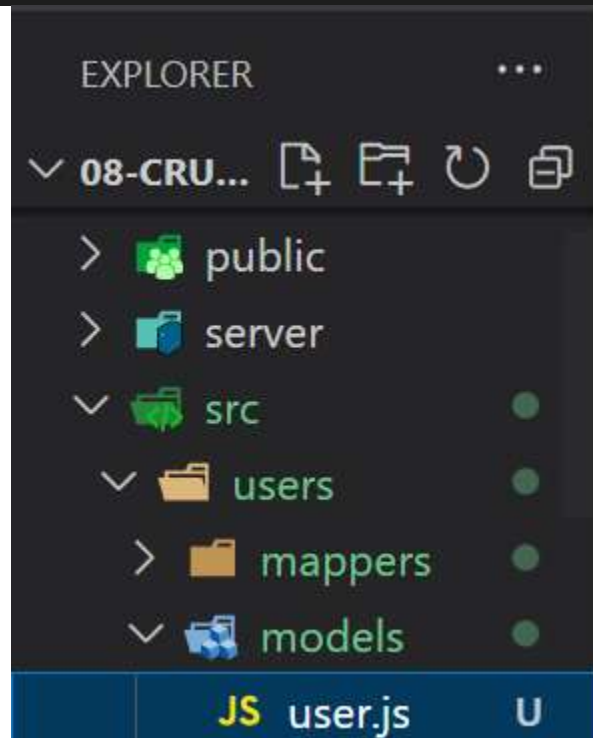 EXPLORER ...
08-CRU...
public
server
src
users
mappers
models
JS user.js U